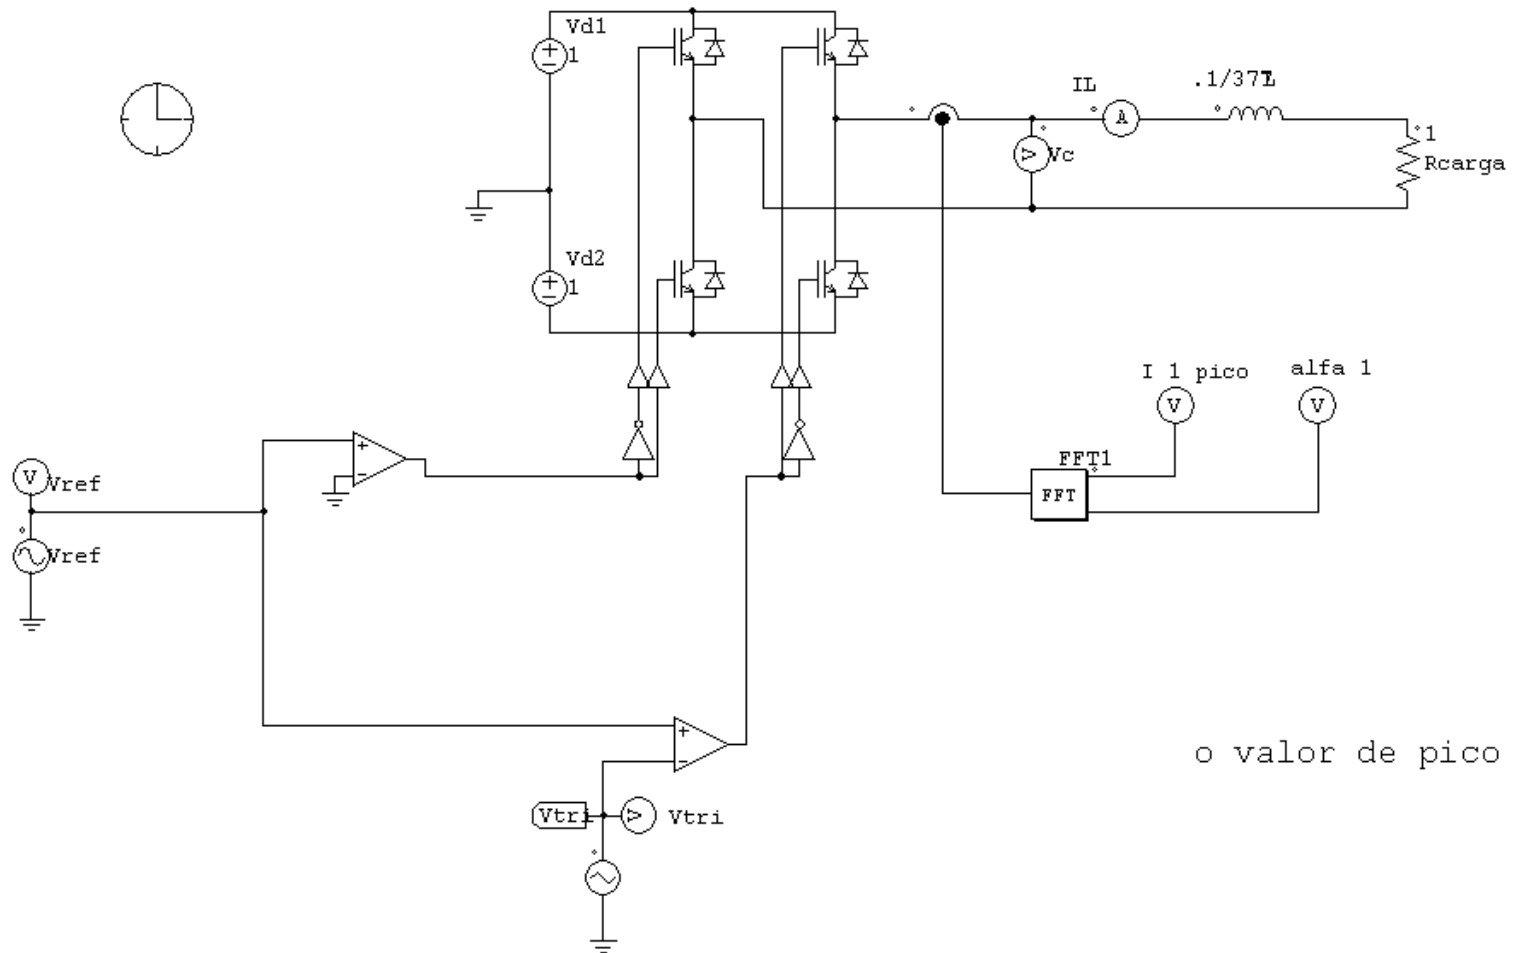 Vd1
1
IL
.1/377
L
A
V
Vc
1
Rcarga
Vd2
1
I 1 pico
alfa 1
V
V
V
Vref
Vref
FFT1
FFT
o valor de pico
Vtri
V
Vtri